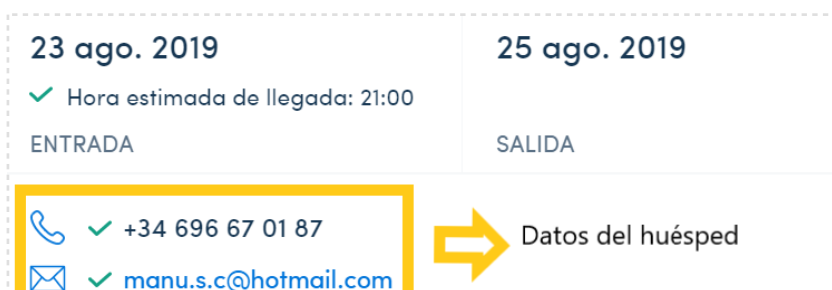 23 ago. 2019
25 ago. 2019
Hora estimada de llegada: 21:00
ENTRADA
SALIDA
+34 696 67 01 87
Datos del huésped
manu.s.c@hotmail.com